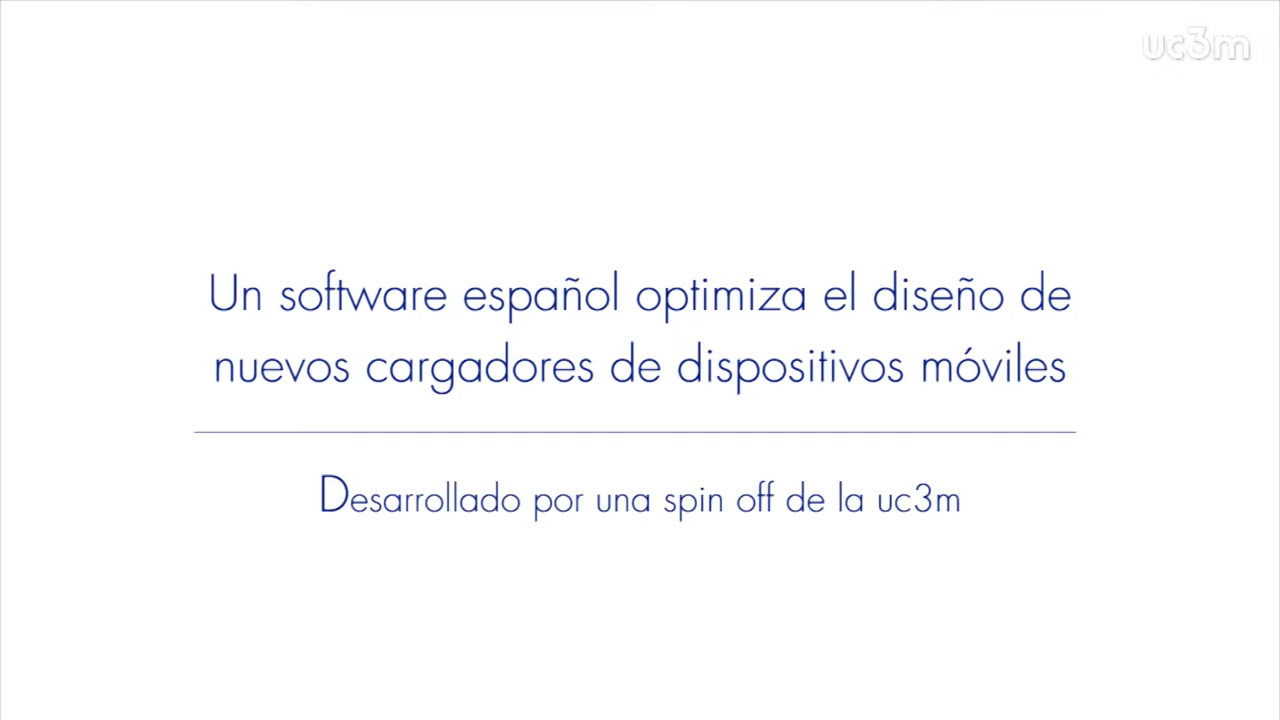 uc3m
Un software español optimiza el diseño de
nuevos cargadores de dispositivos móviles
Desarrollado por una spin off de la uc3m